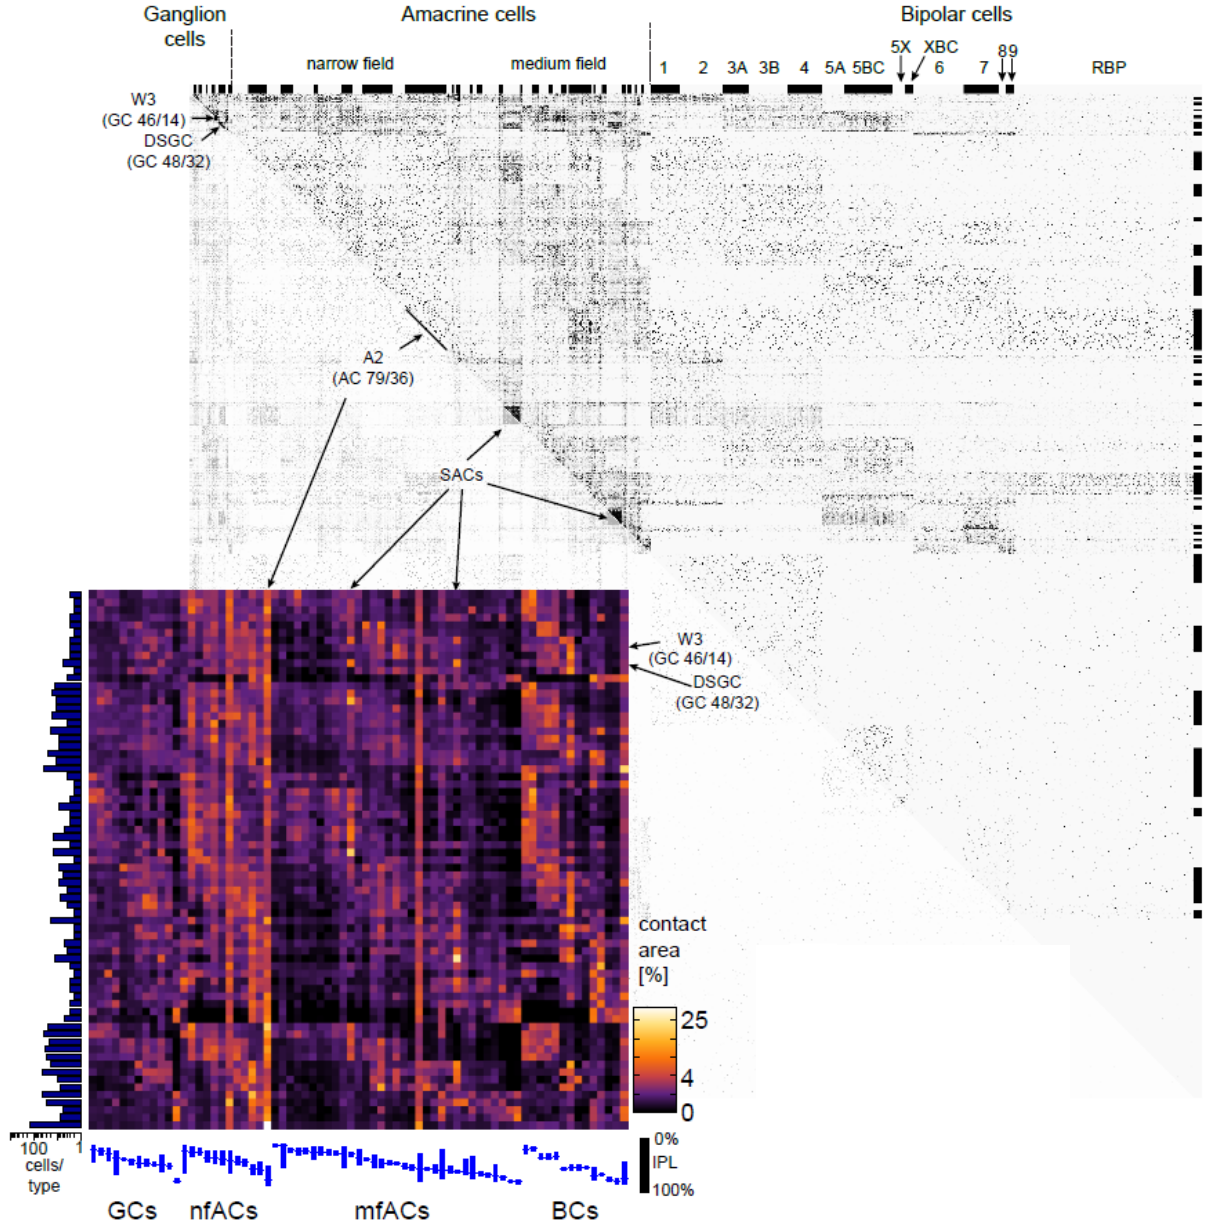 Ganglion
cells
Amacrine cells
Bipolar cells
narrow field
medium field
1 2 3A 3B 4 5A 5BC 5X XBC 6 7 8 9 RBP
W3
(GC 46/14)
DSGC
(GC 48/32)
A2
(AC 79/36)
SACs
W3
(GC 46/14)
DSGC
(GC 48/32)
contact
area
[%]
25
4
0
100 1
cells/
type
0%
IPL
100%
GCs nfACs mfACs BCs